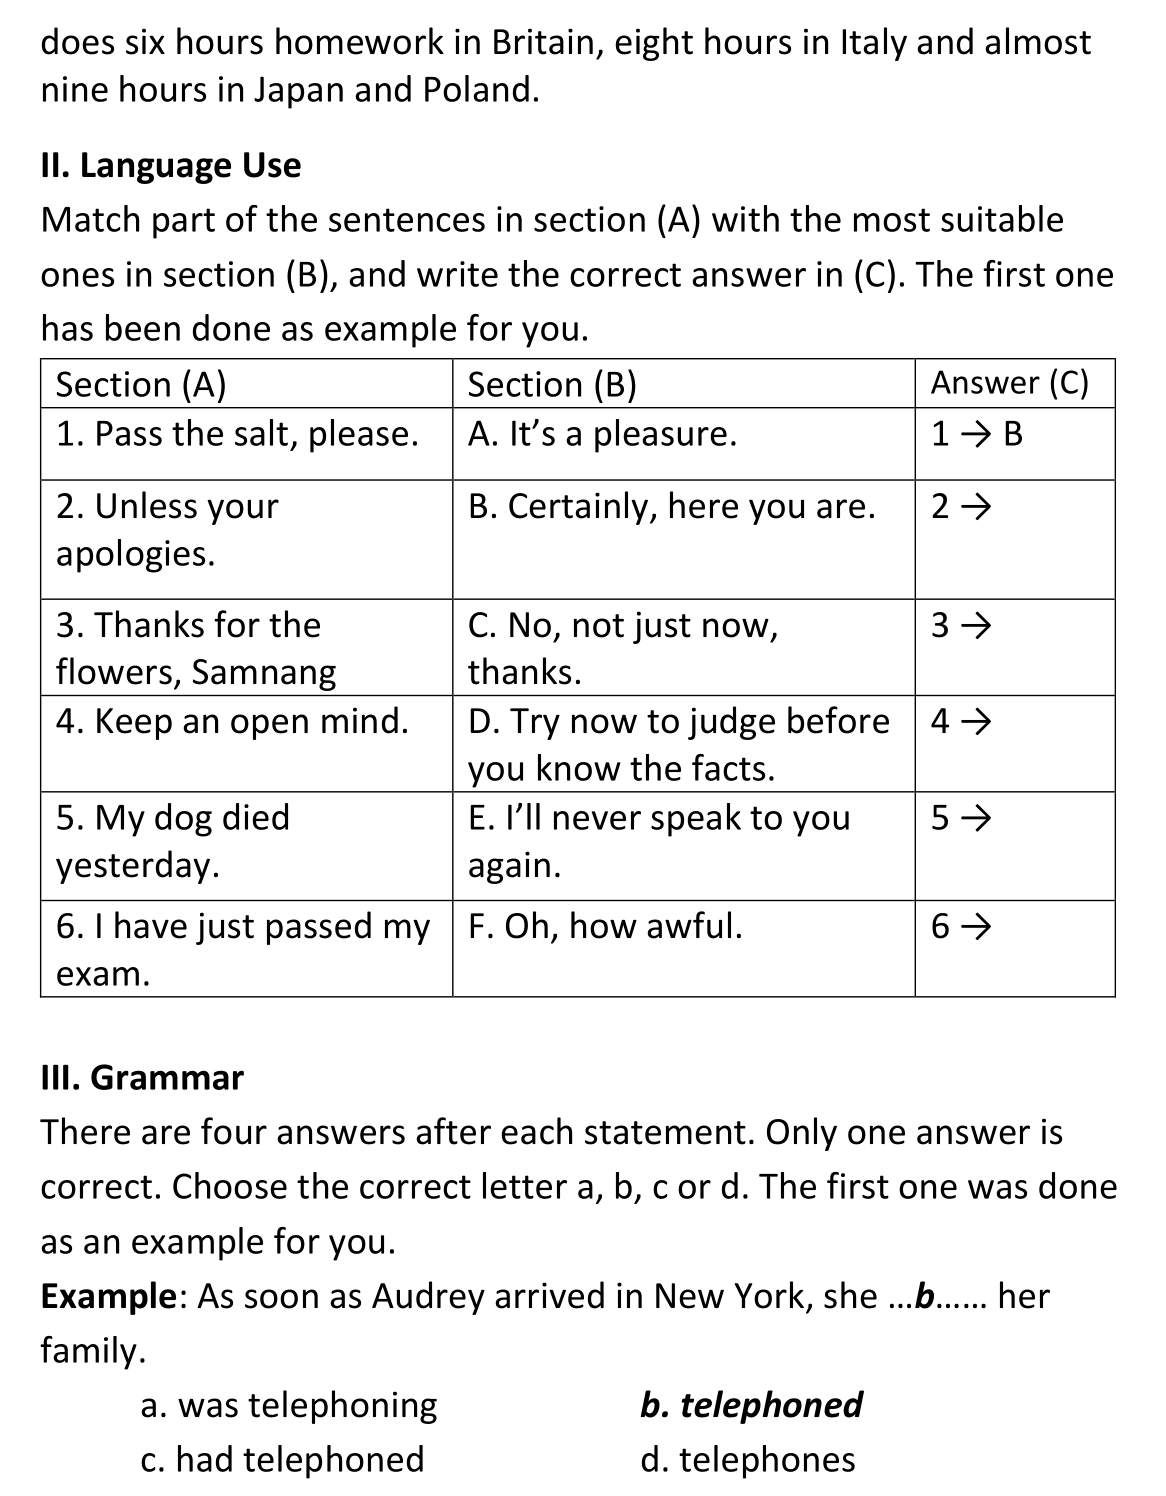 does six hours homework in Britain, eight hours in Italy and almost
nine hours in Japan and Poland.
II. Language Use
Match part of the sentences in section (A) with the most suitable
ones in section (B), and write the correct answer in (C). The first one
has been done as example for you.
Section (A) Section (B) Answer (C)
1. Pass the salt, please. A. It’s a pleasure. 1 → B
2. Unless your B. Certainly, here you are. 2 →
apologies.
3. Thanks for the C. No, not just now, 3 →
flowers, Samnang thanks.
4. Keep an open mind. D. Try now to judge before 4 →
you know the facts.
5. My dog died E. I’ll never speak to you 5 →
yesterday. again.
6. I have just passed my F. Oh, how awful. 6 →
exam.
III. Grammar
There are four answers after each statement. Only one answer is
correct. Choose the correct letter a, b, c or d. The first one was done
as an example for you.
Example: As soon as Audrey arrived in New York, she ...b...... her
family.
a. was telephoning b. telephoned
c. had telephoned d. telephones